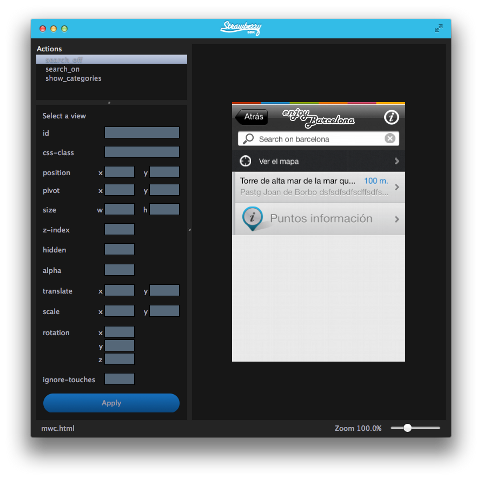 Strawberry
Actions
search_off
search_on
show_categories
Select a view
id
css-class
position x y
pivot x y
size w h
z-index
hidden
alpha
translate x y
scale x y
rotation x
y
z
ignore-touches
Apply
Atrás
enjoy
Barcelona
i
Search on barcelona
Ver el mapa
Torre de alta mar de la mar qu... 100 m.
Pastg Joan de Borbo dsfsdfsdfsdffsdfs...
i Puntos información
mwc.html
Zoom 100.0%